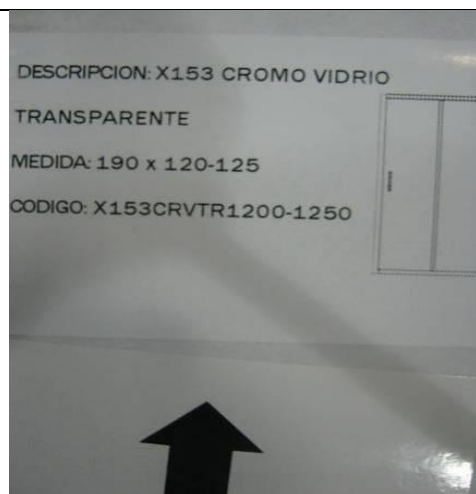 DESCRIPCION: X153 CROMO VIDRIO
TRANSPARENTE
MEDIDA: 190 x 120-125
CODIGO: X153CRVTR1200-1250